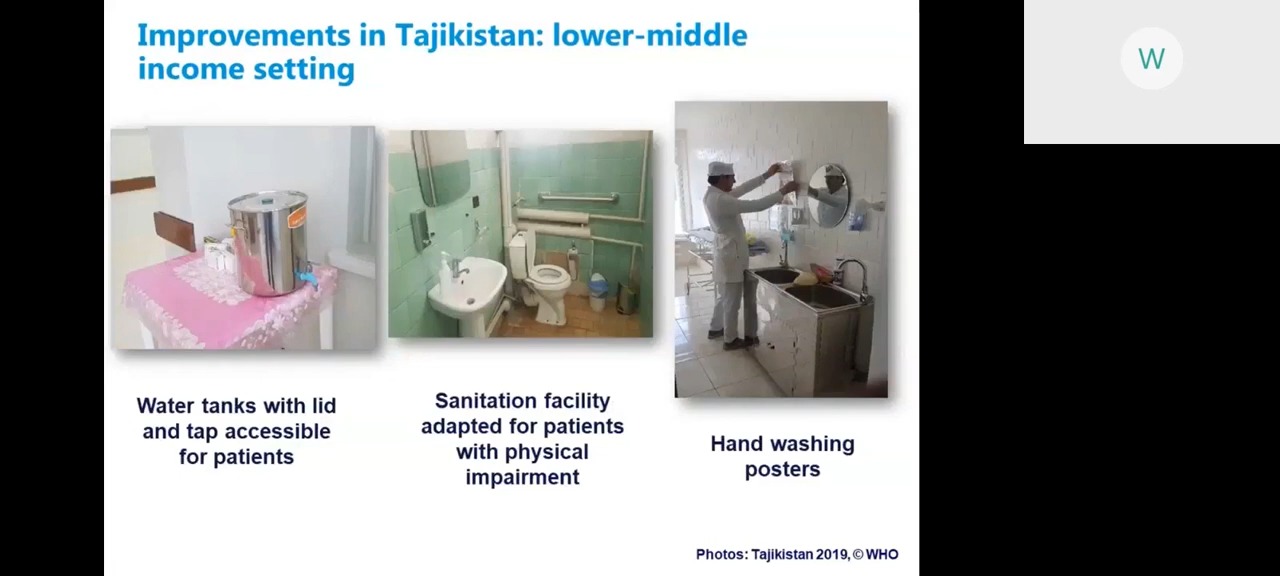 Improvements in Tajikistan: lower-middle
income setting
W
Water tanks with lid
and tap accessible
for patients
Sanitation facility
adapted for patients
with physical
impairment
Hand washing
posters
Photos: Tajikistan 2019, © WHO